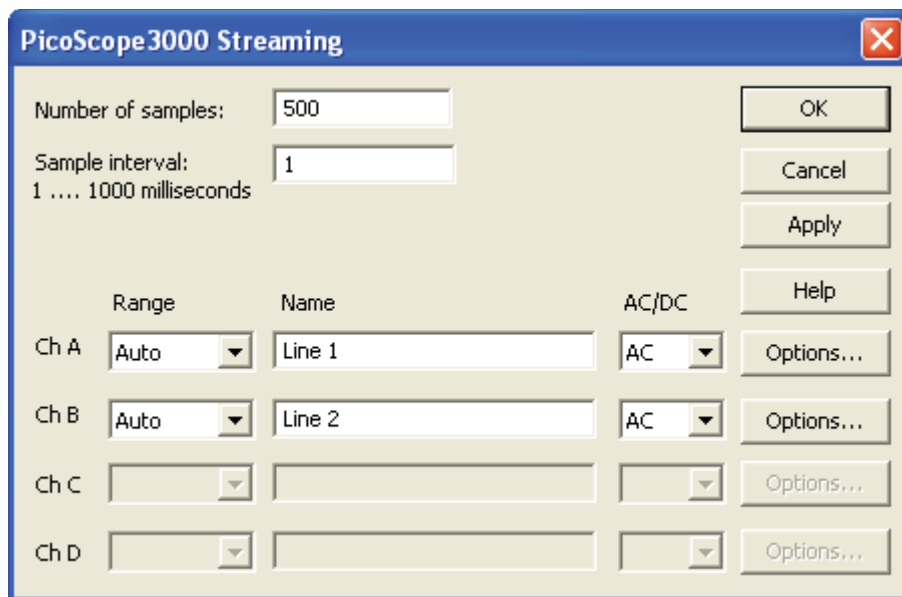 PicoScope3000 Streaming
Number of samples: 500 OK
Sample interval: 1
1 .... 1000 milliseconds Cancel
Apply
Help
Range Name AC/DC
Ch A Auto Line 1 AC Options...
Ch B Auto Line 2 AC Options...
Ch C Options...
Ch D Options...